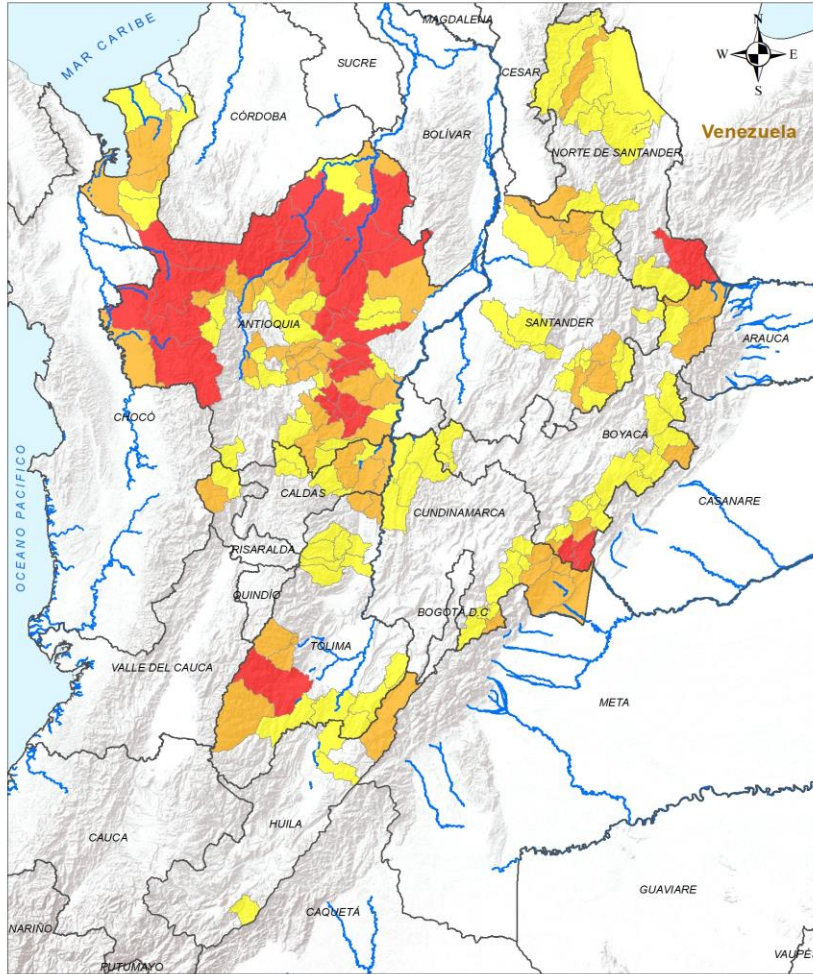 MAGDALENA
N
W E
S
MAR CARIBE
SUCRE
CESAR
CÓRDOBA
BOLÍVAR
Venezuela
NORTE DE SANTANDER
ANTIOQUIA
SANTANDER
ARAUCA
CHOCÓ
BOYACÁ
OCEANO PACIFICO
CALDAS
CUNDINAMARCA
CASANARE
RISARALDA
QUINDÍO
BOGOTÁ D.C
TOLIMA
VALLE DEL CAUCA
META
HUILA
CAUCA
GUAVIARE
CAQUETÁ
NARIÑO
PUTUMAYO
VAUPÉS